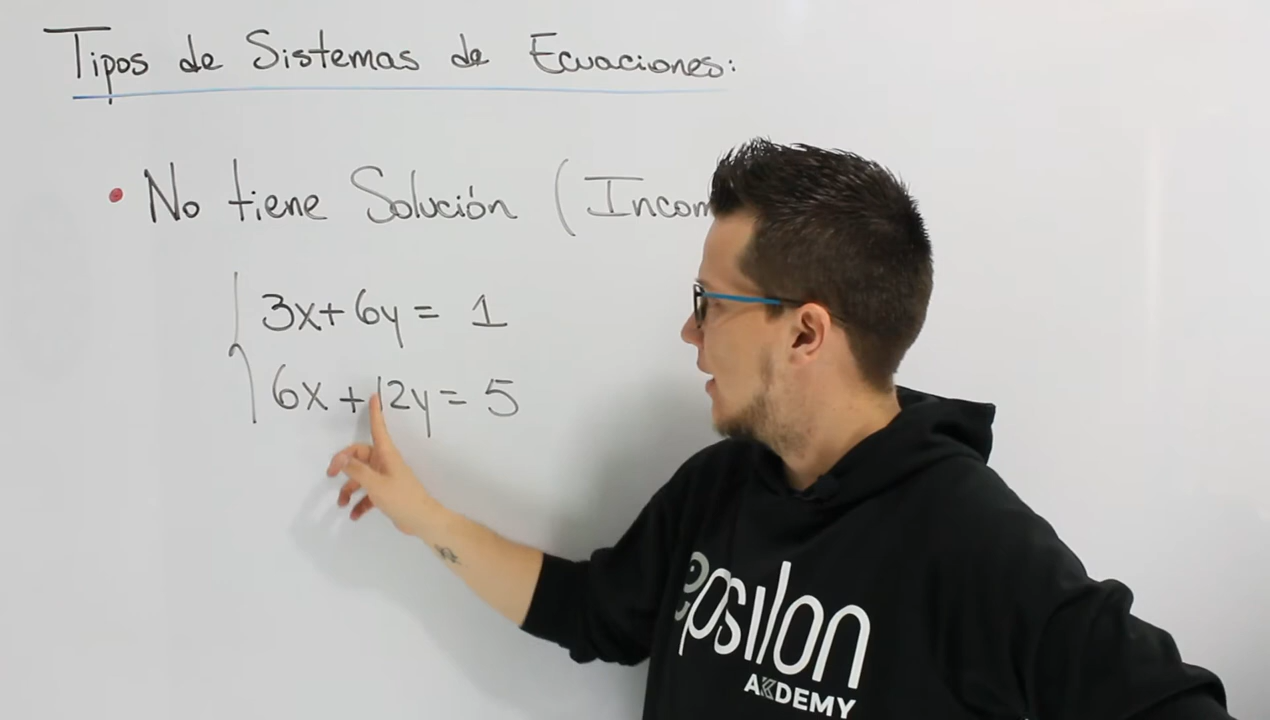 Tipos de Sistemas de Ecuaciones:
• No tiene Solución (Incom
3x+6y= 1
6x+12y= 5
epsilon
AKDEMY